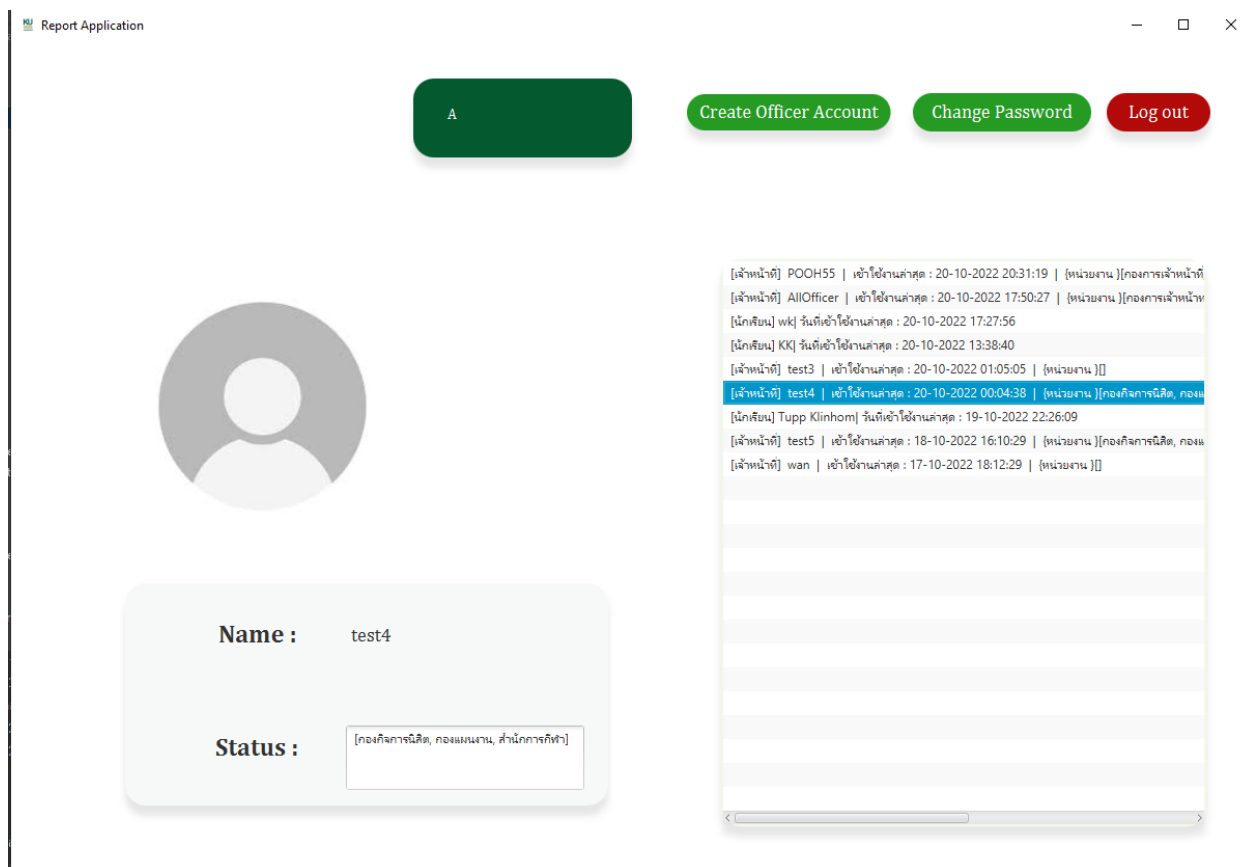 KU Report Application
A
Create Officer Account Change Password Log out
[เจ้าหน้าที่] POOH55 | เข้าใช้งานล่าสุด : 20-10-2022 20:31:19 | {หน่วยงาน }[กองการเจ้าหน้าที่
[เจ้าหน้าที่] AllOfficer | เข้าใช้งานล่าสุด : 20-10-2022 17:50:27 | {หน่วยงาน }[กองการเจ้าหน้าท
[นักเรียน] wk| วันที่เข้าใช้งานล่าสุด : 20-10-2022 17:27:56
[นักเรียน] KK| วันที่เข้าใช้งานล่าสุด : 20-10-2022 13:38:40
[เจ้าหน้าที่] test3 | เข้าใช้งานล่าสุด : 20-10-2022 01:05:05 | {หน่วยงาน }[]
[เจ้าหน้าที่] test4 | เข้าใช้งานล่าสุด : 20-10-2022 00:04:38 | {หน่วยงาน }[กองกิจการนิสิต, กองแ
[นักเรียน] Tupp Klinhom| วันที่เข้าใช้งานล่าสุด : 19-10-2022 22:26:09
[เจ้าหน้าที่] test5 | เข้าใช้งานล่าสุด : 18-10-2022 16:10:29 | {หน่วยงาน }[กองกิจการนิสิต, กองแ
[เจ้าหน้าที่] wan | เข้าใช้งานล่าสุด : 17-10-2022 18:12:29 | {หน่วยงาน }[]
Name : test4
Status : [กองกิจการนิสิต, กองแผนงาน, สำนักการกีฬา]